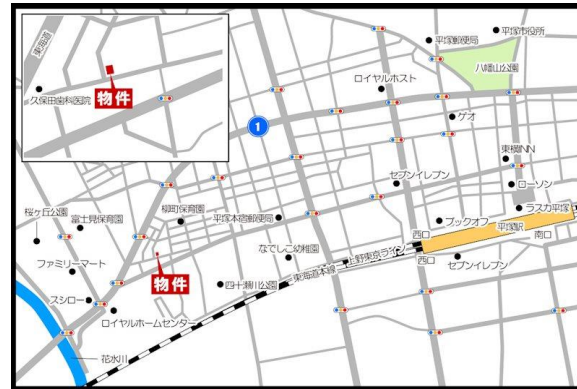 東海道
久保田歯科医院
物件
平塚郵便局
平塚市役所
八幡山公園
ロイヤルホスト
ゲオ
1
東横INN
セブンイレブン
ローソン
ラスカ平塚
桜ヶ丘公園
富士見保育園
柳町保育園
平塚本宿郵便局
ブックオフ
西口
平塚駅
南口
西口
セブンイレブン
なでしこ幼稚園
上野東京ライン
東海道本線
ファミリーマート
物件
四十瀬川公園
スシロー
ロイヤルホームセンター
花水川